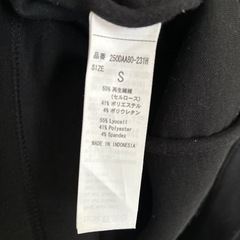 品番 250DAA80-231H
SIZE
S
55% 再生繊維
(セルロース)
41% ポリエステル
4% ポリウレタン
55% Lyocell
41% Polyester
4% Spandex
MADE IN INDONESIA